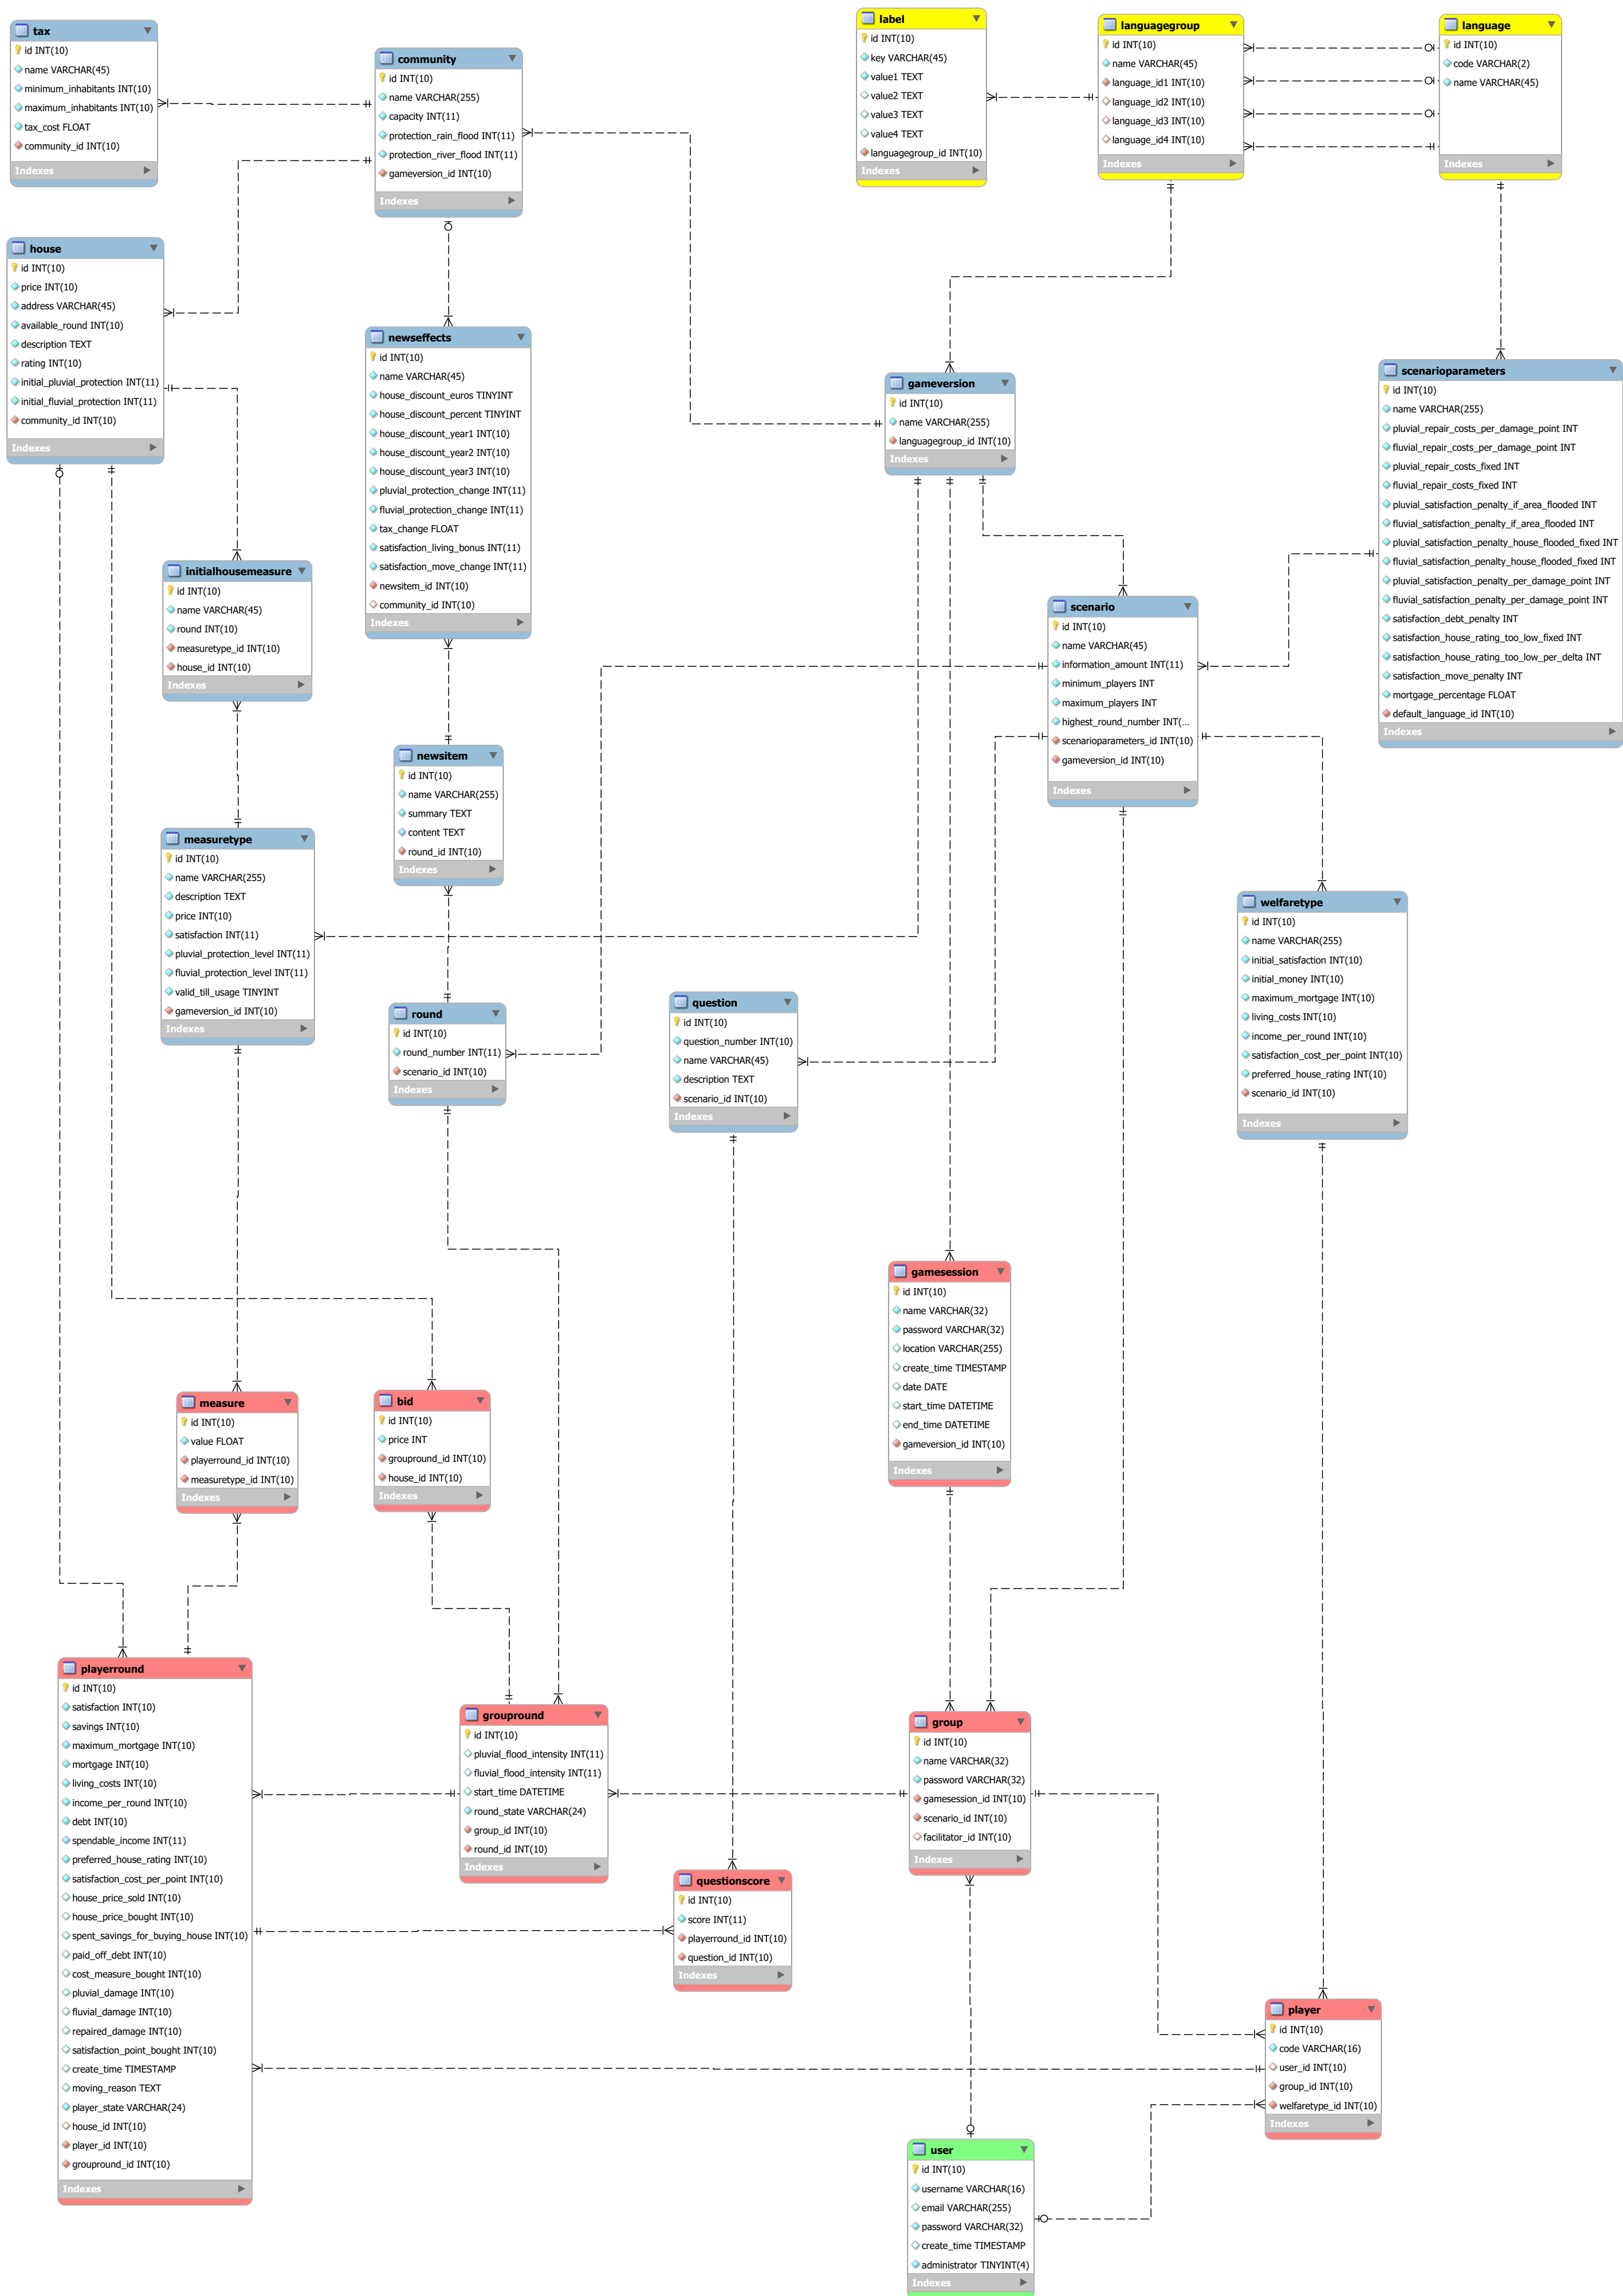 tax
id INT(10)
name VARCHAR(45)
minimum_inhabitants INT(10)
maximum_inhabitants INT(10)
tax_cost FLOAT
community_id INT(10)
Indexes
community
id INT(10)
name VARCHAR(255)
capacity INT(11)
protection_rain_flood INT(11)
protection_river_flood INT(11)
gameversion_id INT(10)
Indexes
label
id INT(10)
key VARCHAR(45)
value1 TEXT
value2 TEXT
value3 TEXT
value4 TEXT
languagegroup_id INT(10)
Indexes
languagegroup
id INT(10)
name VARCHAR(45)
language_id1 INT(10)
language_id2 INT(10)
language_id3 INT(10)
language_id4 INT(10)
Indexes
language
id INT(10)
code VARCHAR(2)
name VARCHAR(45)
Indexes
house
id INT(10)
price INT(10)
address VARCHAR(45)
available_round INT(10)
description TEXT
rating INT(10)
initial_pluvial_protection INT(11)
initial_fluvial_protection INT(11)
community_id INT(10)
Indexes
newseffects
id INT(10)
name VARCHAR(45)
house_discount_euros TINYINT
house_discount_percent TINYINT
house_discount_year1 INT(10)
house_discount_year2 INT(10)
house_discount_year3 INT(10)
pluvial_protection_change INT(11)
fluvial_protection_change INT(11)
tax_change FLOAT
satisfaction_living_bonus INT(11)
satisfaction_move_change INT(11)
newsitem_id INT(10)
community_id INT(10)
Indexes
gameversion
id INT(10)
name VARCHAR(255)
languagegroup_id INT(10)
Indexes
scenarioparameters
id INT(10)
name VARCHAR(255)
pluvial_repair_costs_per_damage_point INT
fluvial_repair_costs_per_damage_point INT
pluvial_repair_costs_fixed INT
fluvial_repair_costs_fixed INT
pluvial_satisfaction_penalty_if_area_flooded INT
fluvial_satisfaction_penalty_if_area_flooded INT
pluvial_satisfaction_penalty_house_flooded_fixed INT
fluvial_satisfaction_penalty_house_flooded_fixed INT
pluvial_satisfaction_penalty_per_damage_point INT
fluvial_satisfaction_penalty_per_damage_point INT
satisfaction_debt_penalty INT
satisfaction_house_rating_too_low_fixed INT
satisfaction_house_rating_too_low_per_delta INT
satisfaction_move_penalty INT
mortgage_percentage FLOAT
default_language_id INT(10)
Indexes
initialhousemeasure
id INT(10)
name VARCHAR(45)
round INT(10)
measuretype_id INT(10)
house_id INT(10)
Indexes
scenario
id INT(10)
name VARCHAR(45)
information_amount INT(11)
minimum_players INT
maximum_players INT
highest_round_number INT(...
scenarioparameters_id INT(10)
gameversion_id INT(10)
Indexes
newsitem
id INT(10)
name VARCHAR(255)
summary TEXT
content TEXT
round_id INT(10)
Indexes
measuretype
id INT(10)
name VARCHAR(255)
description TEXT
price INT(10)
satisfaction INT(11)
pluvial_protection_level INT(11)
fluvial_protection_level INT(11)
valid_till_usage TINYINT
gameversion_id INT(10)
Indexes
welfaretype
id INT(10)
name VARCHAR(255)
initial_satisfaction INT(10)
initial_money INT(10)
maximum_mortgage INT(10)
living_costs INT(10)
income_per_round INT(10)
satisfaction_cost_per_point INT(10)
preferred_house_rating INT(10)
scenario_id INT(10)
Indexes
round
id INT(10)
round_number INT(11)
scenario_id INT(10)
Indexes
question
id INT(10)
question_number INT(10)
name VARCHAR(45)
description TEXT
scenario_id INT(10)
Indexes
gamesession
id INT(10)
name VARCHAR(32)
password VARCHAR(32)
location VARCHAR(255)
create_time TIMESTAMP
date DATE
start_time DATETIME
end_time DATETIME
gameversion_id INT(10)
Indexes
measure
id INT(10)
value FLOAT
playerround_id INT(10)
measuretype_id INT(10)
Indexes
bid
id INT(10)
price INT
groupround_id INT(10)
house_id INT(10)
Indexes
playerround
id INT(10)
satisfaction INT(10)
savings INT(10)
maximum_mortgage INT(10)
mortgage INT(10)
living_costs INT(10)
income_per_round INT(10)
debt INT(10)
spendable_income INT(11)
preferred_house_rating INT(10)
satisfaction_cost_per_point INT(10)
house_price_sold INT(10)
house_price_bought INT(10)
spent_savings_for_buying_house INT(10)
paid_off_debt INT(10)
cost_measure_bought INT(10)
pluvial_damage INT(10)
fluvial_damage INT(10)
repaired_damage INT(10)
satisfaction_point_bought INT(10)
create_time TIMESTAMP
moving_reason TEXT
player_state VARCHAR(24)
house_id INT(10)
player_id INT(10)
groupround_id INT(10)
Indexes
groupround
id INT(10)
pluvial_flood_intensity INT(11)
fluvial_flood_intensity INT(11)
start_time DATETIME
round_state VARCHAR(24)
group_id INT(10)
round_id INT(10)
Indexes
group
id INT(10)
name VARCHAR(32)
password VARCHAR(32)
gamesession_id INT(10)
scenario_id INT(10)
facilitator_id INT(10)
Indexes
questionscore
id INT(10)
score INT(11)
playerround_id INT(10)
question_id INT(10)
Indexes
player
id INT(10)
code VARCHAR(16)
user_id INT(10)
group_id INT(10)
welfaretype_id INT(10)
Indexes
user
id INT(10)
username VARCHAR(16)
email VARCHAR(255)
password VARCHAR(32)
create_time TIMESTAMP
administrator TINYINT(4)
Indexes